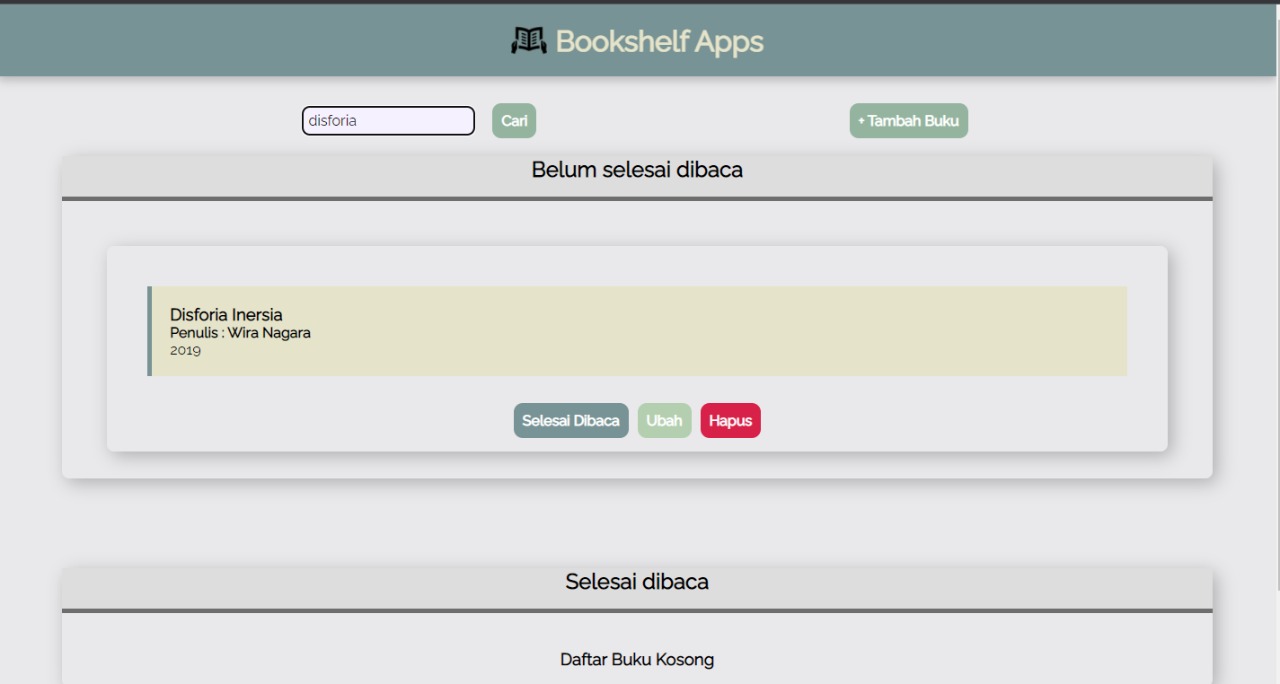 Bookshelf Apps
disforia
Cari
+ Tambah Buku
Belum selesai dibaca
Disforia Inersia
Penulis : Wira Nagara
2019
Selesai Dibaca
Ubah
Hapus
Selesai dibaca
Daftar Buku Kosong